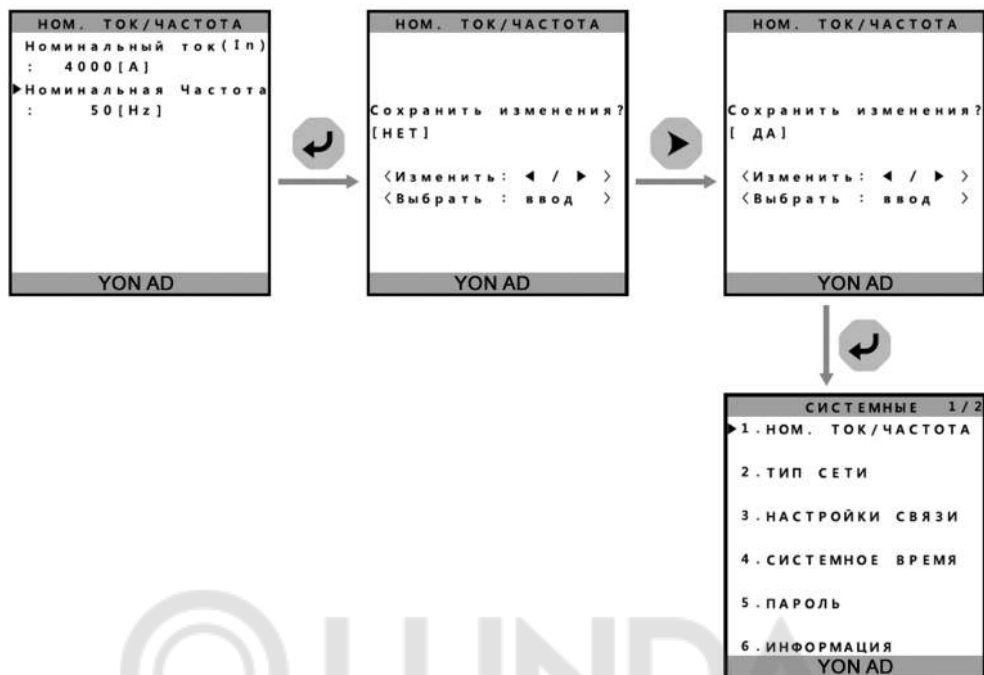 НОМ. ТОК/ЧАСТОТА
Номинальный ток(In)
: 4000[A]
▶Номинальная Частота
: 50[Hz]
YON AD
НОМ. ТОК/ЧАСТОТА
Сохранить изменения?
[НЕТ]
<Изменить: ◀ / ▶ >
<Выбрать : ввод >
YON AD
НОМ. ТОК/ЧАСТОТА
Сохранить изменения?
[ ДА]
<Изменить: ◀ / ▶ >
<Выбрать : ввод >
YON AD
СИСТЕМНЫЕ 1/2
▶1.НОМ. ТОК/ЧАСТОТА
2.ТИП СЕТИ
3.НАСТРОЙКИ СВЯЗИ
4.СИСТЕМНОЕ ВРЕМЯ
5.ПАРОЛЬ
6.ИНФОРМАЦИЯ
YON AD